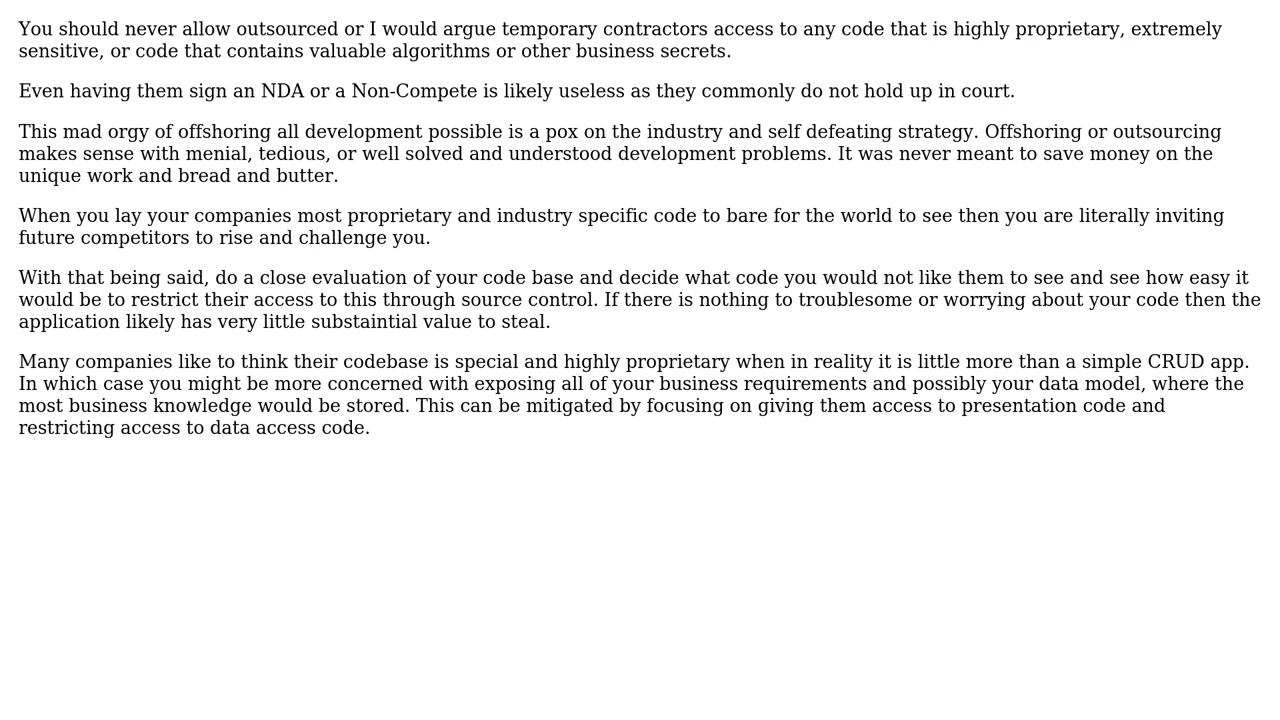 You should never allow outsourced or I would argue temporary contractors access to any code that is highly proprietary, extremely
sensitive, or code that contains valuable algorithms or other business secrets.
Even having them sign an NDA or a Non-Compete is likely useless as they commonly do not hold up in court.
This mad orgy of offshoring all development possible is a pox on the industry and self defeating strategy. Offshoring or outsourcing
makes sense with menial, tedious, or well solved and understood development problems. It was never meant to save money on the
unique work and bread and butter.
When you lay your companies most proprietary and industry specific code to bare for the world to see then you are literally inviting
future competitors to rise and challenge you.
With that being said, do a close evaluation of your code base and decide what code you would not like them to see and see how easy it
would be to restrict their access to this through source control. If there is nothing to troublesome or worrying about your code then the
application likely has very little substaintial value to steal.
Many companies like to think their codebase is special and highly proprietary when in reality it is little more than a simple CRUD app.
In which case you might be more concerned with exposing all of your business requirements and possibly your data model, where the
most business knowledge would be stored. This can be mitigated by focusing on giving them access to presentation code and
restricting access to data access code.